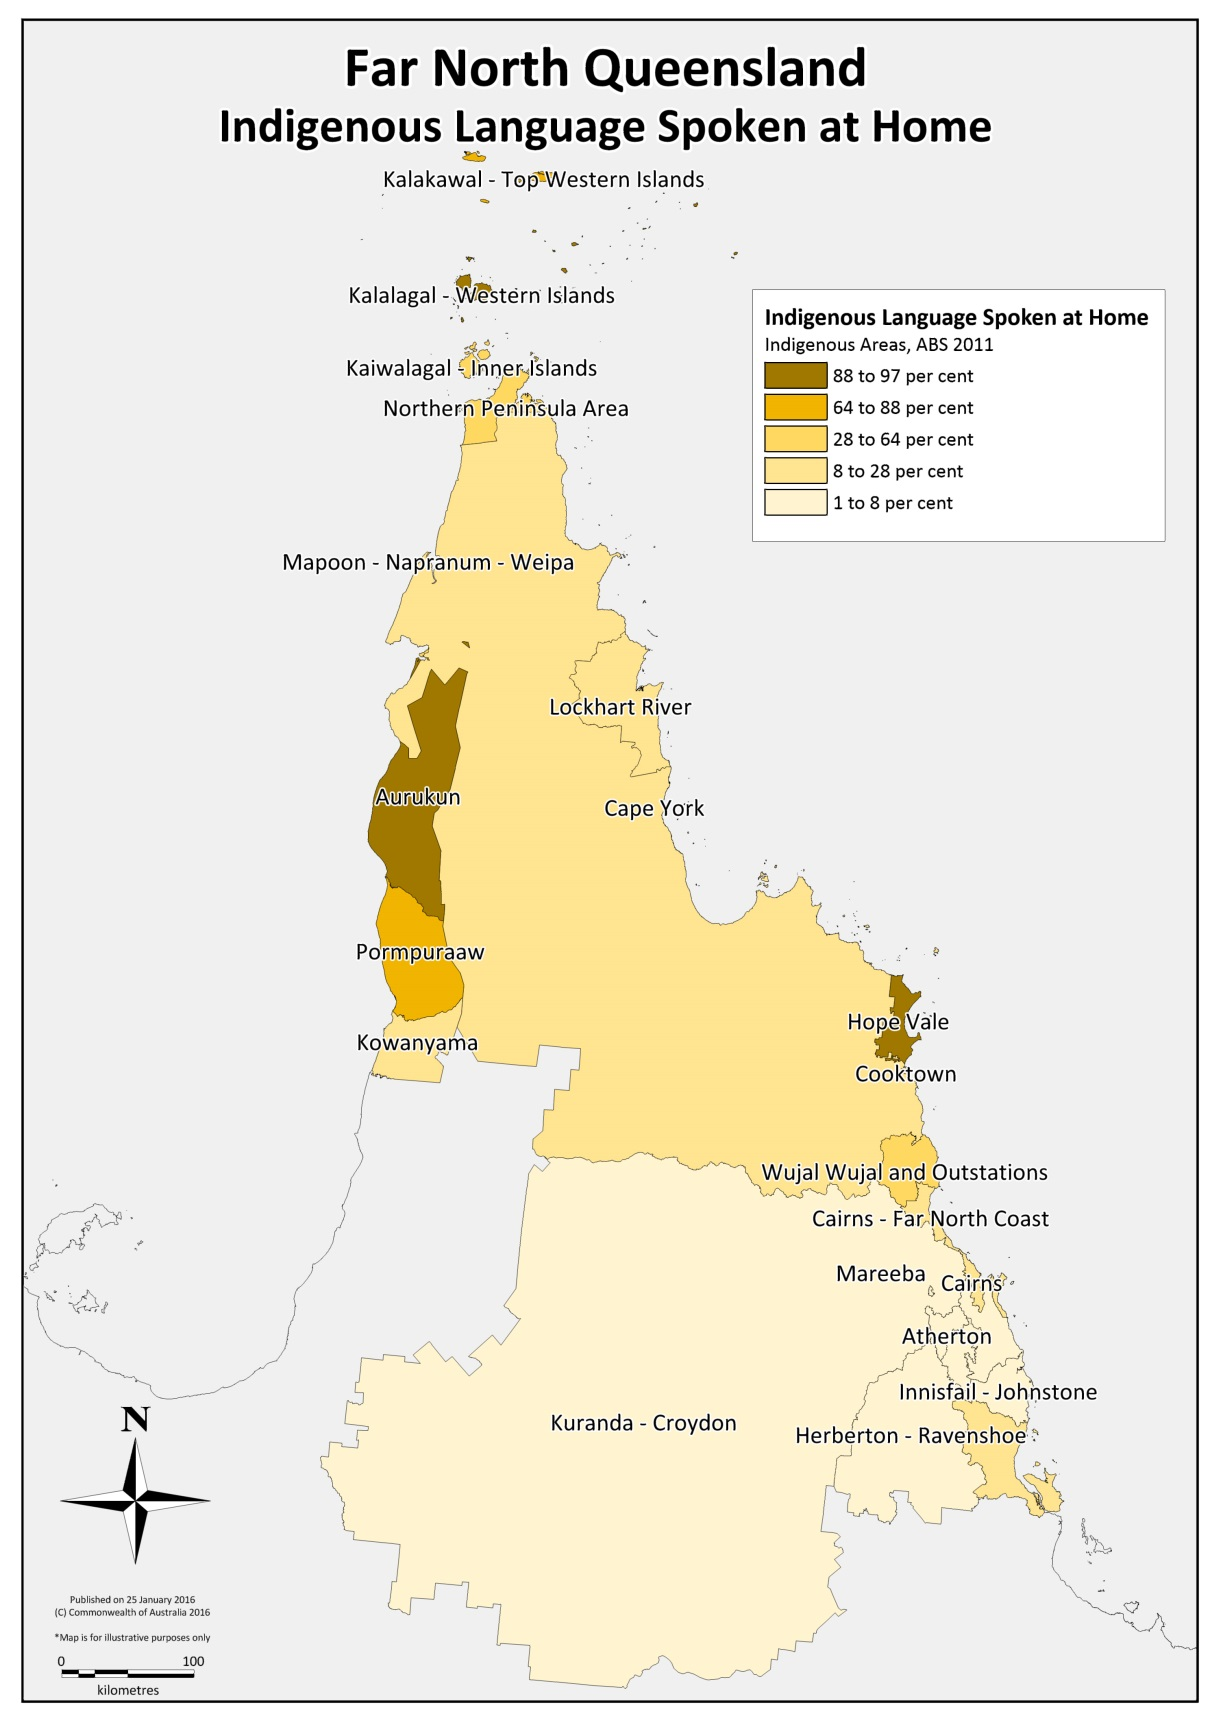 Far North Queensland
Indigenous Language Spoken at Home
Kalakawal - Top Western Islands
Kalalagal - Western Islands
Indigenous Language Spoken at Home
Indigenous Areas, ABS 2011
88 to 97 per cent
64 to 88 per cent
28 to 64 per cent
8 to 28 per cent
1 to 8 per cent
Kaiwalagal - Inner Islands
Northern Peninsula Area
Mapoon - Napranum - Weipa
Lockhart River
Aurukun
Cape York
Pormpuraaw
Hope Vale
Kowanyama
Cooktown
Wujal Wujal and Outstations
Cairns - Far North Coast
Mareeba
Cairns
Atherton
Innisfail - Johnstone
Kuranda - Croydon
Herberton - Ravenshoe
N
Published on 25 January 2016
(C) Commonwealth of Australia 2016
*Map is for illustrative purposes only
0 100
kilometres